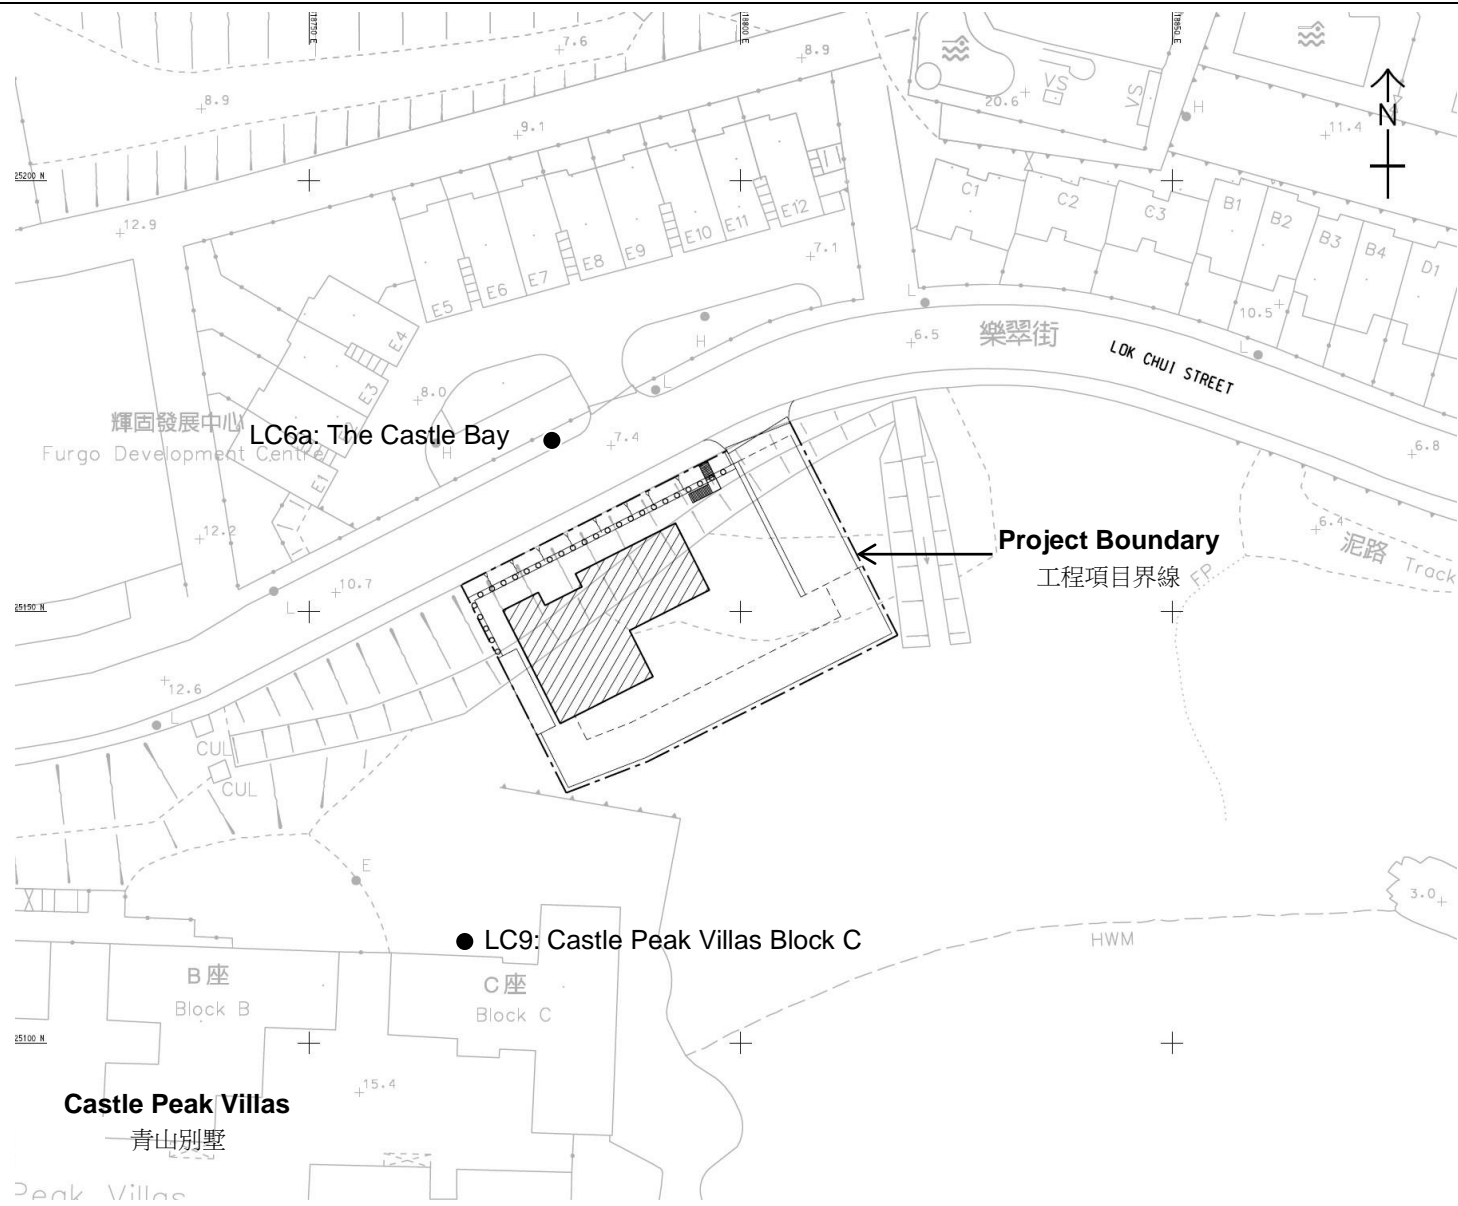 18750 E
18800 E
18850 E
7.6
8.9
8.9
9.1
20.6
VS
VS
H
11.4
N
25200 N
12.9
C1
C2
C3
B1
B2
B3
B4
D1
E12
E11
E10
E9
E8
E7
E6
E5
7.1
E4
E3
E2
E1
L
10.5
L
6.5
樂翠街
LOK CHUI STREET
H
L
8.0
輝固發展中心
Furgo Development Centre
LC6a: The Castle Bay
H
7.4
6.8
12.2
6.4
泥路
Track
FP
Project Boundary
工程項目界線
10.7
L
25150 N
12.6
L
CUL
CUL
E
3.0
HWM
LC9: Castle Peak Villas Block C
B座
Block B
C座
Block C
25100 N
15.4
Castle Peak Villas
青山別墅
Peak Villas